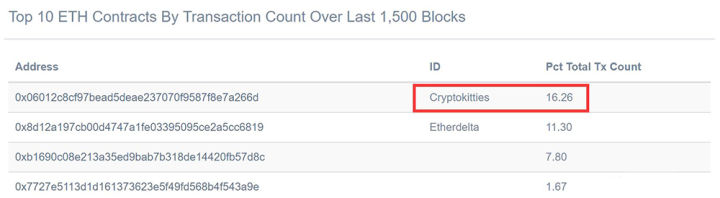 Top 10 ETH Contracts By Transaction Count Over Last 1,500 Blocks
Address ID Pct Total Tx Count
0x06012c8cf97bead5deae237070f9587f8e7a266d Cryptokitties 16.26
0x8d12a197cb00d4747a1fe03395095ce2a5cc6819 Etherdelta 11.30
0xb1690c08e213a35ed9bab7b318de14420fb57d8c 7.80
0x7727e5113d1d161373623e5f49fd568b4f543a9e 1.67